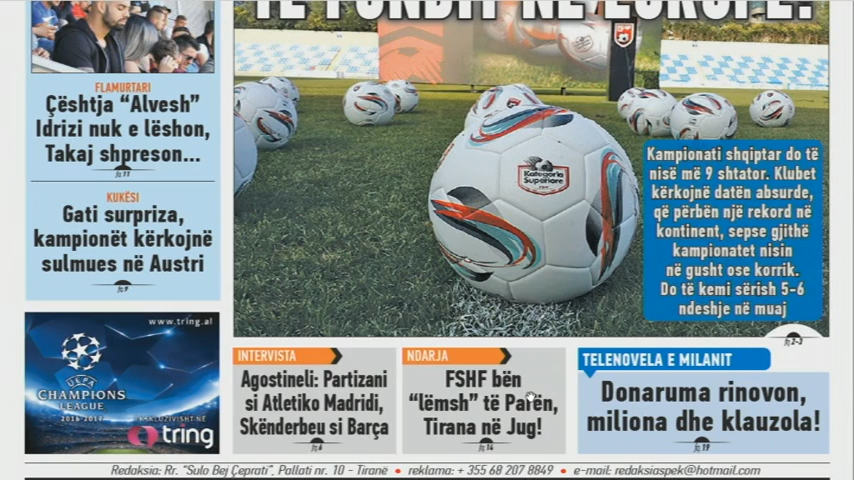 TË FUNDIT NË EUROPË!
FLAMURTARI
Çështja “Alvesh”
Idrizi nuk e lëshon,
Takaj shpreson...
fq 11
KUKËSI
Gati surpriza,
kampionët kërkojnë
sulmues në Austri
fq 9
Kategoria
Superiore
Kampionati shqiptar do të
nisë më 9 shtator. Klubet
kërkojnë datën absurde,
që përbën një rekord në
kontinent, sepse gjithë
kampionatet nisin
në gusht ose korrik.
Do të kemi sërish 5-6
ndeshje në muaj
fq 2-3
www.tring.al
UEFA
CHAMPIONS
LEAGUE
2016-2017
EKSKLUZIVISHT NË
tring
INTERVISTA
Agostineli: Partizani
si Atletiko Madridi,
Skënderbeu si Barça
fq 6
NDARJA
FSHF bën
“lëmsh” të Parën,
Tirana në Jug!
fq 14
TELENOVELA E MILANIT
Donaruma rinovon,
miliona dhe klauzola!
fq 19
Redaksia: Rr. “Sulo Bej Çeprati”, Pallati nr. 10 - Tiranë • reklama: + 355 68 207 8849 • e-mail: redaksiaspek@hotmail.com